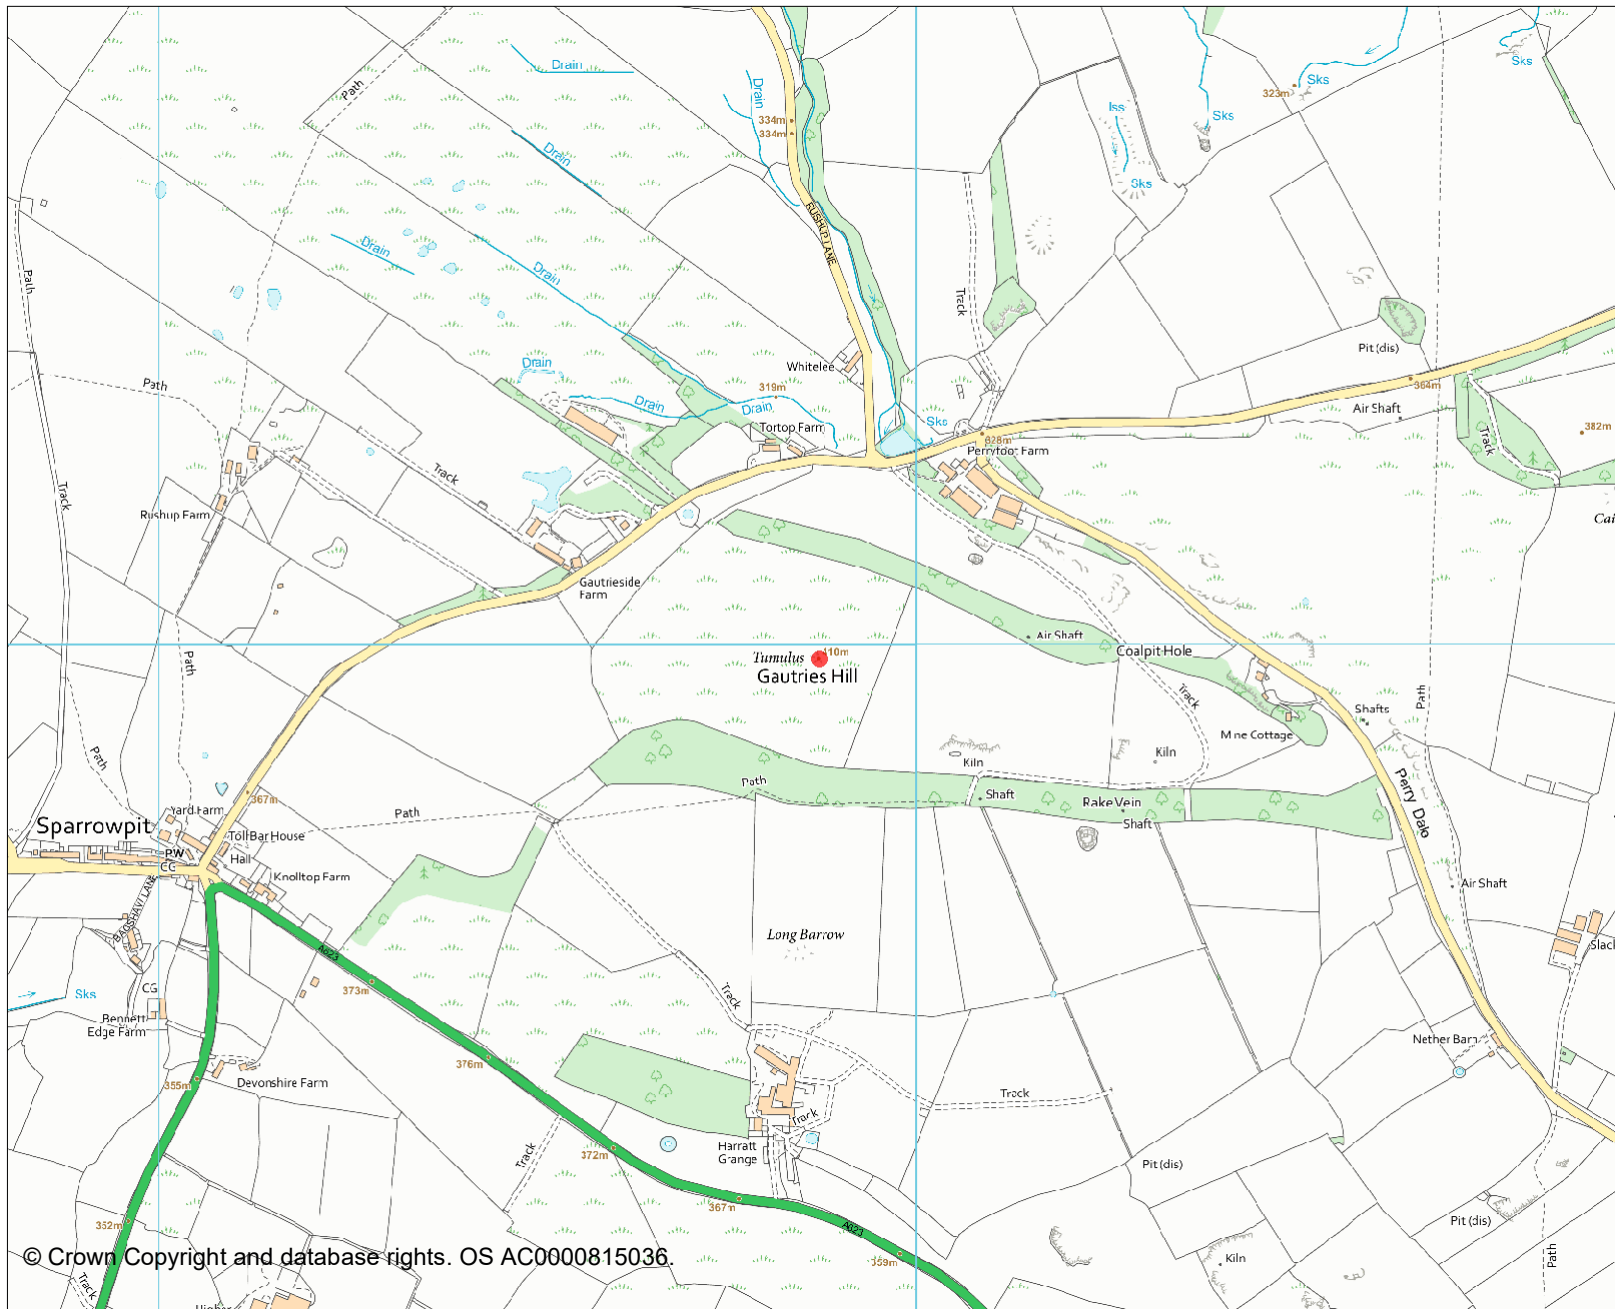 Path
Drain
Drain
334m
334m
323m
Sks
Sks
Sks
Iss
Sks
Drain
RUSHUP LANE
Drain
Drain
Path
Track
Path
Drain
Whitelee
319m
Drain
Drain
Pit (dis)
364m
Air Shaft
Sks
328m
Perryfoot Farm
Tortop Farm
382m
Track
Track
Track
Rushup Farm
Gautrieside
Farm
Air Shaft
Coalpit Hole
Tumulus
Gautries Hill
Path
Path
Track
Shafts
Mine Cottage
Path
Kiln
Kiln
Path
Shaft
Rake Vein
Shaft
Perry Dale
367m
Path
Yard Farm
Sparrowpit
Toll Bar House
PW
Hall
CG
Knolltop Farm
Air Shaft
BAGSHAW LANE
Long Barrow
A623
373m
Track
Sks
CG
Bennett
Edge Farm
Nether Barn
376m
355m
Devonshire Farm
Track
Track
372m
Track
Harratt
Grange
Pit (dis)
367m
352m
A623
359m
Pit (dis)
Kiln
Path
Track
© Crown Copyright and database rights. OS AC0000815036.